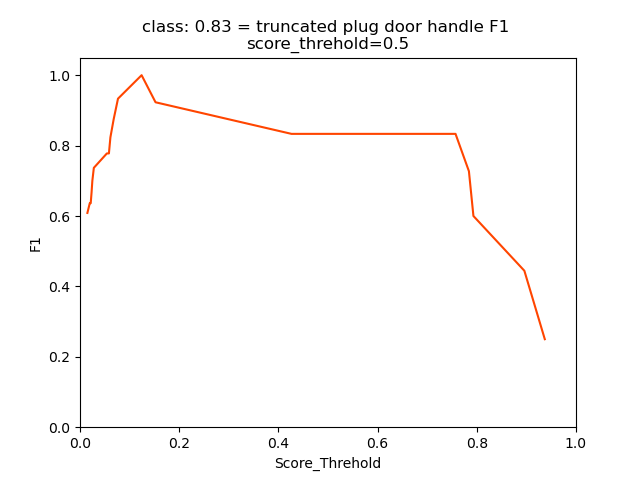 class: 0.83 = truncated plug door handle F1
score_threhold=0.5
1.0
0.8
0.6
0.4
0.2
0.0
F1
0.0 0.2 0.4 0.6 0.8 1.0
Score_Threhold